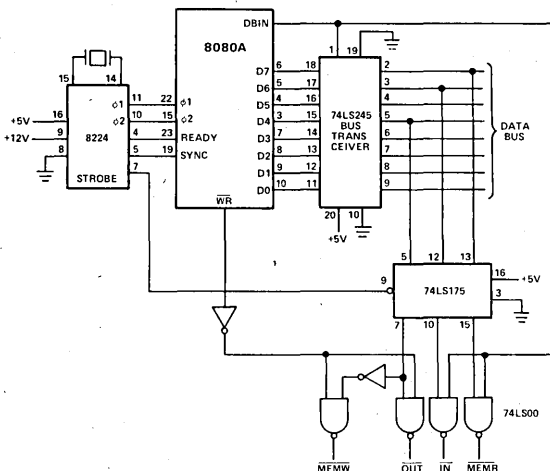 DBIN
8080A
1 19
15 14
D7 6 18 2
D6 5 17 3
φ1 11 22 φ1 D5 4 16 4
φ2 10 15 φ2 D4 3 15 74LS245 5
+5V 16 8224 4 23 READY D3 7 14 BUS 6
+12V 9 5 19 SYNC D2 8 13 TRANS 7
8 7 D1 9 12 CEIVER 8
STROBE D0 10 11 9
DATA
BUS
WR
20 10
+5V
5 12 13
9 74LS175 16 +5V
3
7 10 15
74LS00
MEMW OUT IN MEMR